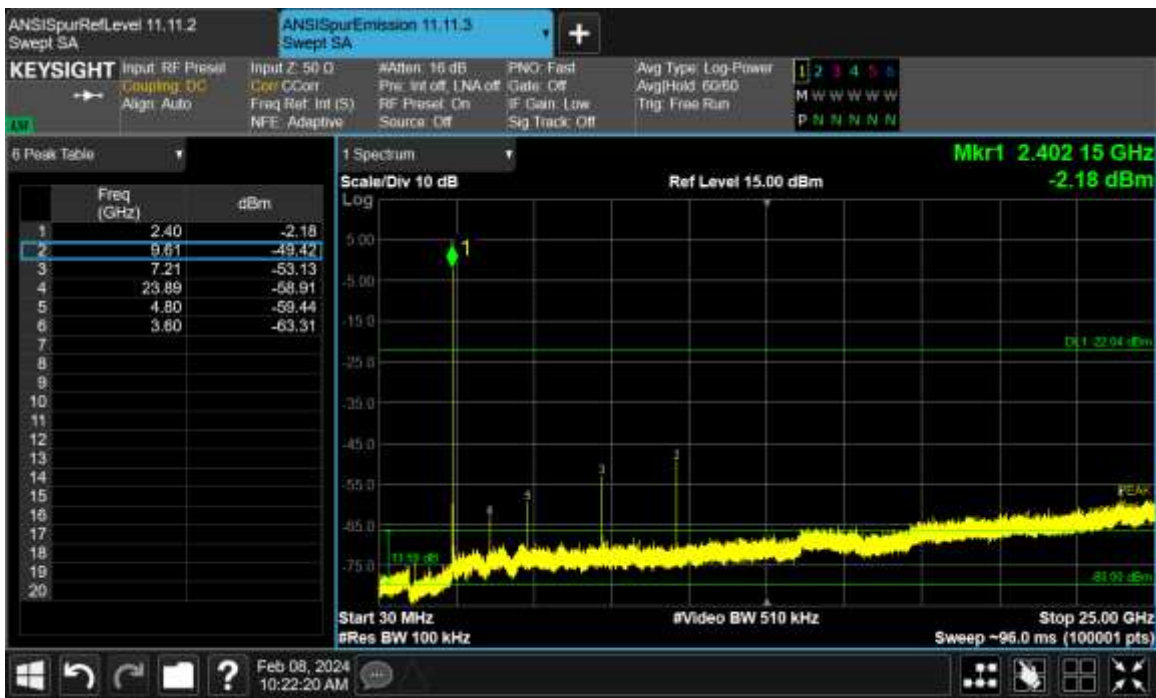 ANSISpurRefLevel 11.11.2
Swept SA
ANSISpurEmission 11.11.3
Swept SA
KEYSIGHT
Input: RF Presel
Coupling: DC
Align: Auto
Input Z: 50 Ω
Corr CCorr
Freq Ref: Int (S)
NFE: Adaptive
#Atten: 16 dB
Pre: Int off, LNA off
RF Presel: On
Source: Off
PNO: Fast
Gate: Off
IF Gain: Low
Sig Track: Off
Avg Type: Log-Power
Avg|Hold: 60/60
Trig: Free Run
1 2 3 4 5 6
M W W W W W W
P N N N N N N
6 Peak Table
Freq (GHz) dBm
1 2.40 -2.18
2 9.61 -49.42
3 7.21 -53.13
4 23.89 -58.91
5 4.80 -59.44
6 3.60 -63.31
7
8
9
10
11
12
13
14
15
16
17
18
19
20
1 Spectrum
Mkr1 2.402 15 GHz
-2.18 dBm
Scale/Div 10 dB
Ref Level 15.00 dBm
Log
5.00
-5.00
-15.0
-25.0
-35.0
-45.0
-55.0
-65.0
-75.0
1
DL1 -22.04 dBm
2
3
5
6
PEAK
Start 30 MHz
#Video BW 510 kHz
Stop 25.00 GHz
#Res BW 100 kHz
Sweep ~96.0 ms (100001 pts)
Feb 08, 2024
10:22:20 AM